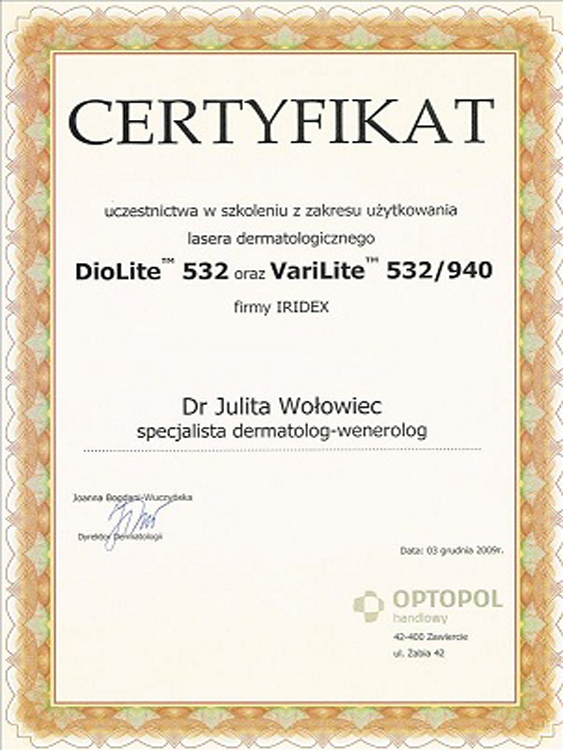 CERTYFIKAT
uczestnictwa w szkoleniu z zakresu użytkowania
lasera dermatologicznego
DioLite™ 532 oraz VariLite™ 532/940
firmy IRIDEX
Dr Julita Wołowiec
specjalista dermatolog-wenerolog
Joanna Bogdani-Wuczyńska
Dyrektor Dermatologii
Data: 03 grudnia 2009r.
OPTOPOL
handlowy
42-400 Zawiercie
ul. Żabia 42